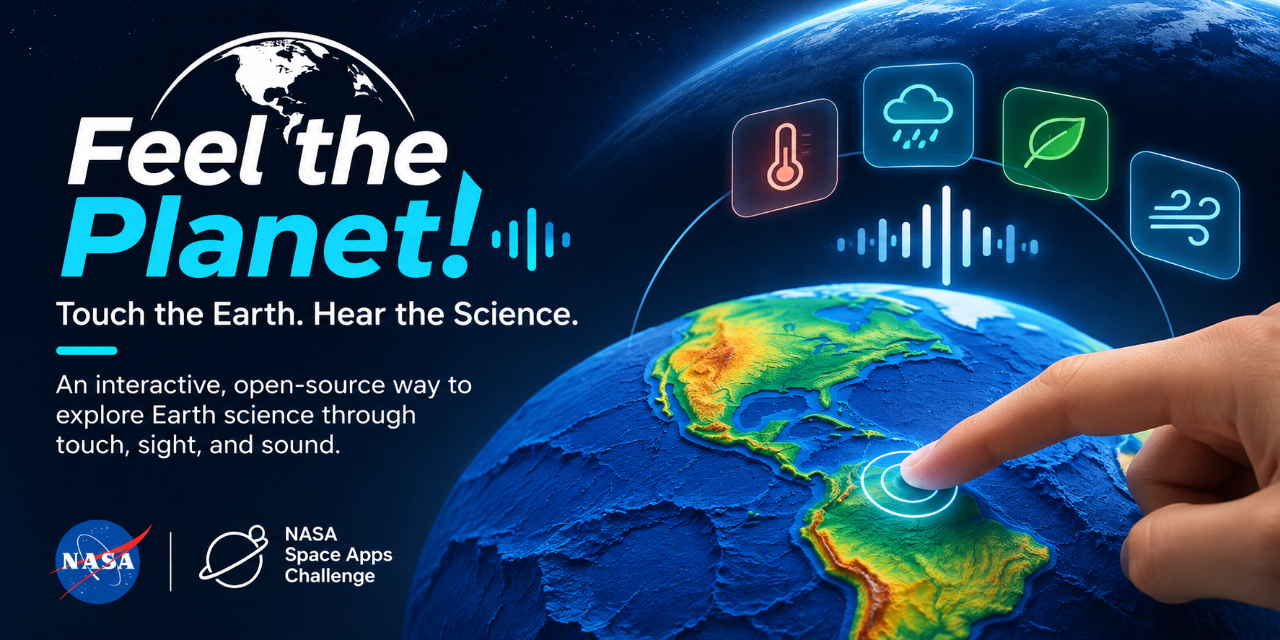 Feel the
Planet!
Touch the Earth. Hear the Science.
An interactive, open-source way to
explore Earth science through
touch, sight, and sound.
NASA
NASA
Space Apps
Challenge